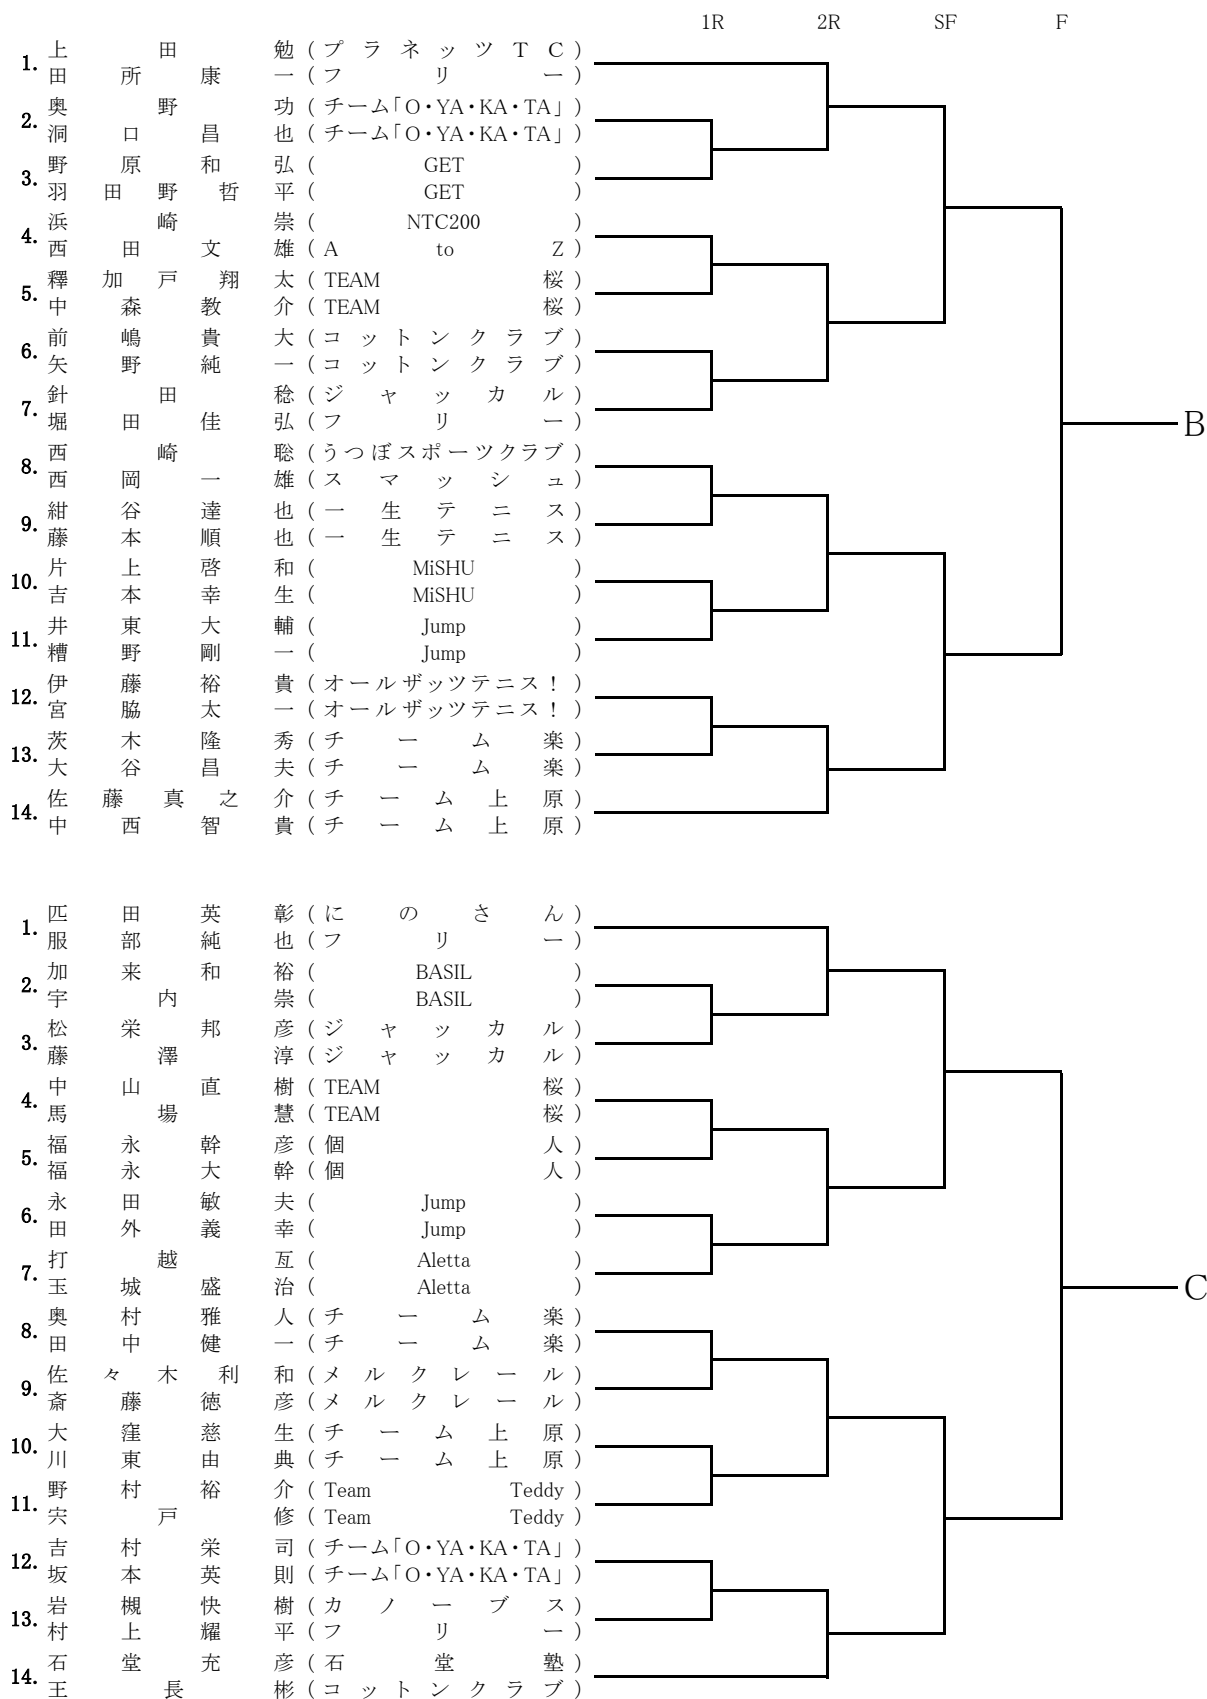 1R 2R SF F
1. 上田勉(プラネッツTC)
田所康一(フリー)
2. 奥野功(チーム「O・YA・KA・TA」)
洞口昌也(チーム「O・YA・KA・TA」)
3. 野原和弘(GET)
羽田野哲平(GET)
4. 浜崎崇(NTC200)
西田文雄(A to Z)
5. 釋加戸翔太(TEAM 桜)
中森教介(TEAM 桜)
6. 前嶋貴大(コットンクラブ)
矢野純一(コットンクラブ)
7. 針田稔(ジャッカル)
堀田佳弘(フリー)
B
8. 西崎聡(うつぼスポーツクラブ)
西岡一雄(スマッシュ)
9. 紺谷達也(一生テニス)
藤本順也(一生テニス)
10. 片上啓和(MiSHU)
吉本幸生(MiSHU)
11. 井東大輔(Jump)
糟野剛一(Jump)
12. 伊藤裕貴(オールザッツテニス!)
宮脇太一(オールザッツテニス!)
13. 茨木隆秀(チーム楽)
大谷昌夫(チーム楽)
14. 佐藤真之介(チーム上原)
中西智貴(チーム上原)
1. 匹田英彰(にのさん)
服部純也(フリー)
2. 加来和裕(BASIL)
宇内崇(BASIL)
3. 松栄邦彦(ジャッカル)
藤澤淳(ジャッカル)
4. 中山直樹(TEAM 桜)
馬場慧(TEAM 桜)
5. 福永幹彦(個人)
福永大幹(個人)
6. 永田敏夫(Jump)
田外義幸(Jump)
7. 打越亙(Aletta)
玉城盛治(Aletta)
C
8. 奥村雅人(チーム楽)
田中健一(チーム楽)
9. 佐々木利和(メルクレール)
斎藤徳彦(メルクレール)
10. 大窪慈生(チーム上原)
川東由典(チーム上原)
11. 野村裕介(Team Teddy)
宍戸修(Team Teddy)
12. 吉村栄司(チーム「O・YA・KA・TA」)
坂本英則(チーム「O・YA・KA・TA」)
13. 岩槻快樹(カノープス)
村上耀平(フリー)
14. 石堂充彦(石堂塾)
王長彬(コットンクラブ)